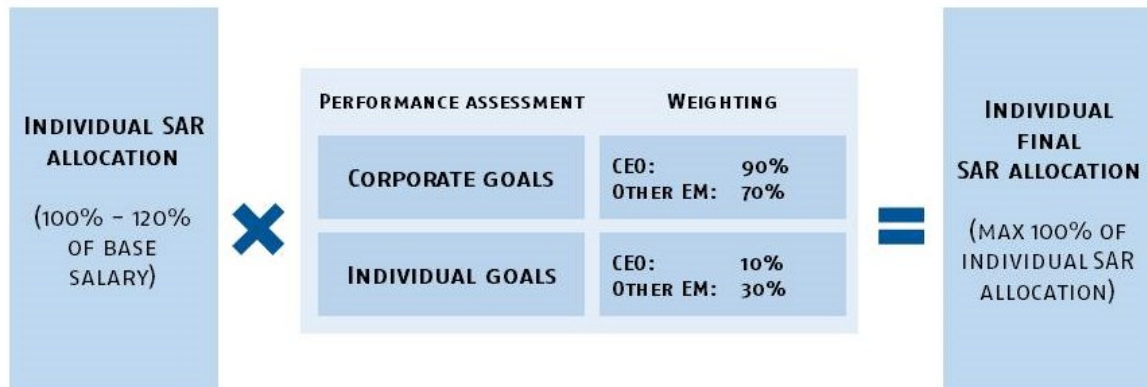 INDIVIDUAL SAR
ALLOCATION
(100% – 120%
OF BASE
SALARY)
PERFORMANCE ASSESSMENT
WEIGHTING
CORPORATE GOALS
CEO: 90%
OTHER EM: 70%
INDIVIDUAL GOALS
CEO: 10%
OTHER EM: 30%
INDIVIDUAL
FINAL
SAR ALLOCATION
(MAX 100% OF
INDIVIDUAL SAR
ALLOCATION)